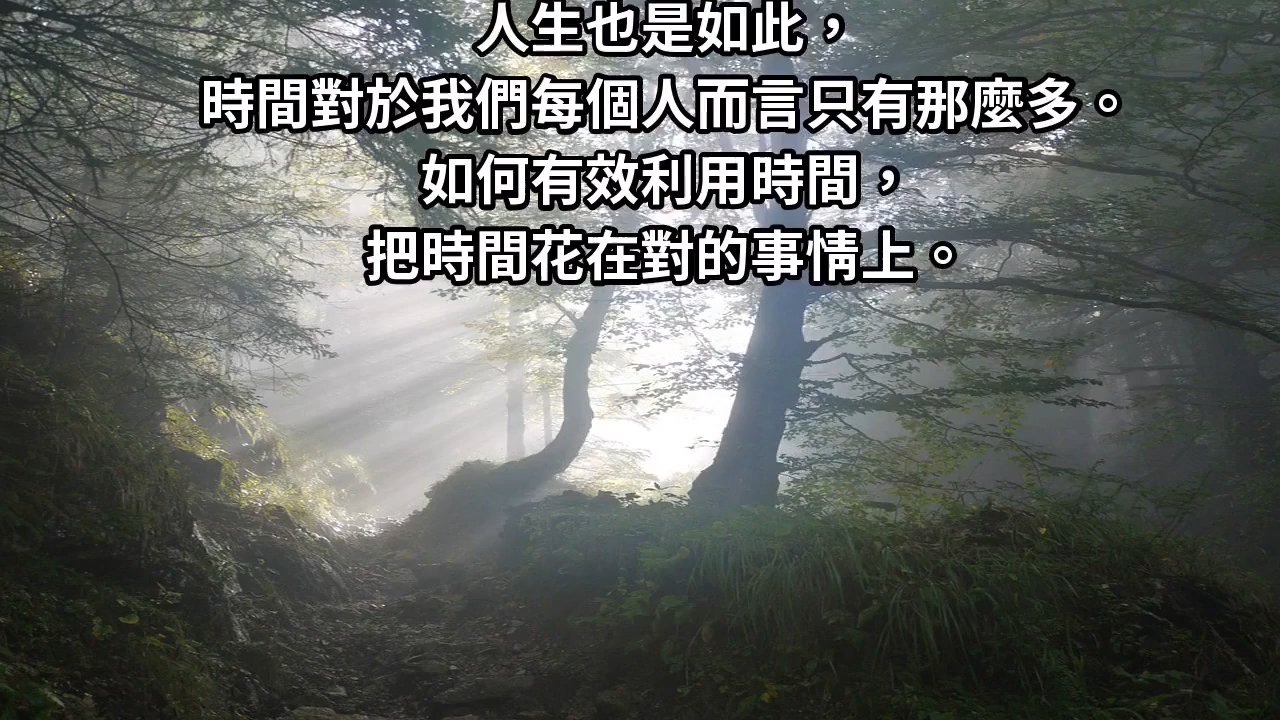 人生也是如此，
時間對於我們每個人而言只有那麼多。
如何有效利用時間，
把時間花在對的事情上。